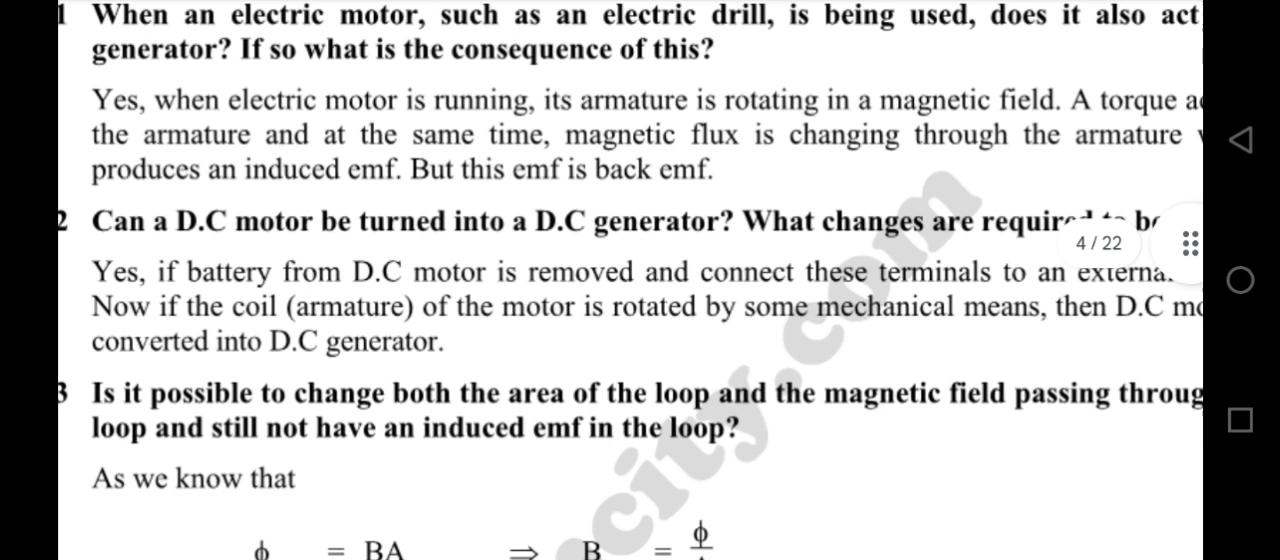 1 When an electric motor, such as an electric drill, is being used, does it also act
generator? If so what is the consequence of this?
Yes, when electric motor is running, its armature is rotating in a magnetic field. A torque
the armature and at the same time, magnetic flux is changing through the armature
produces an induced emf. But this emf is back emf.
2 Can a D.C motor be turned into a D.C generator? What changes are required to be
4 / 22
Yes, if battery from D.C motor is removed and connect these terminals to an
Now if the coil (armature) of the motor is rotated by some mechanical means, then D.C
converted into D.C generator.
3 Is it possible to change both the area of the loop and the magnetic field passing
loop and still not have an induced emf in the loop?
As we know that
ϕ = BA ⇒ B = ϕ
city.com